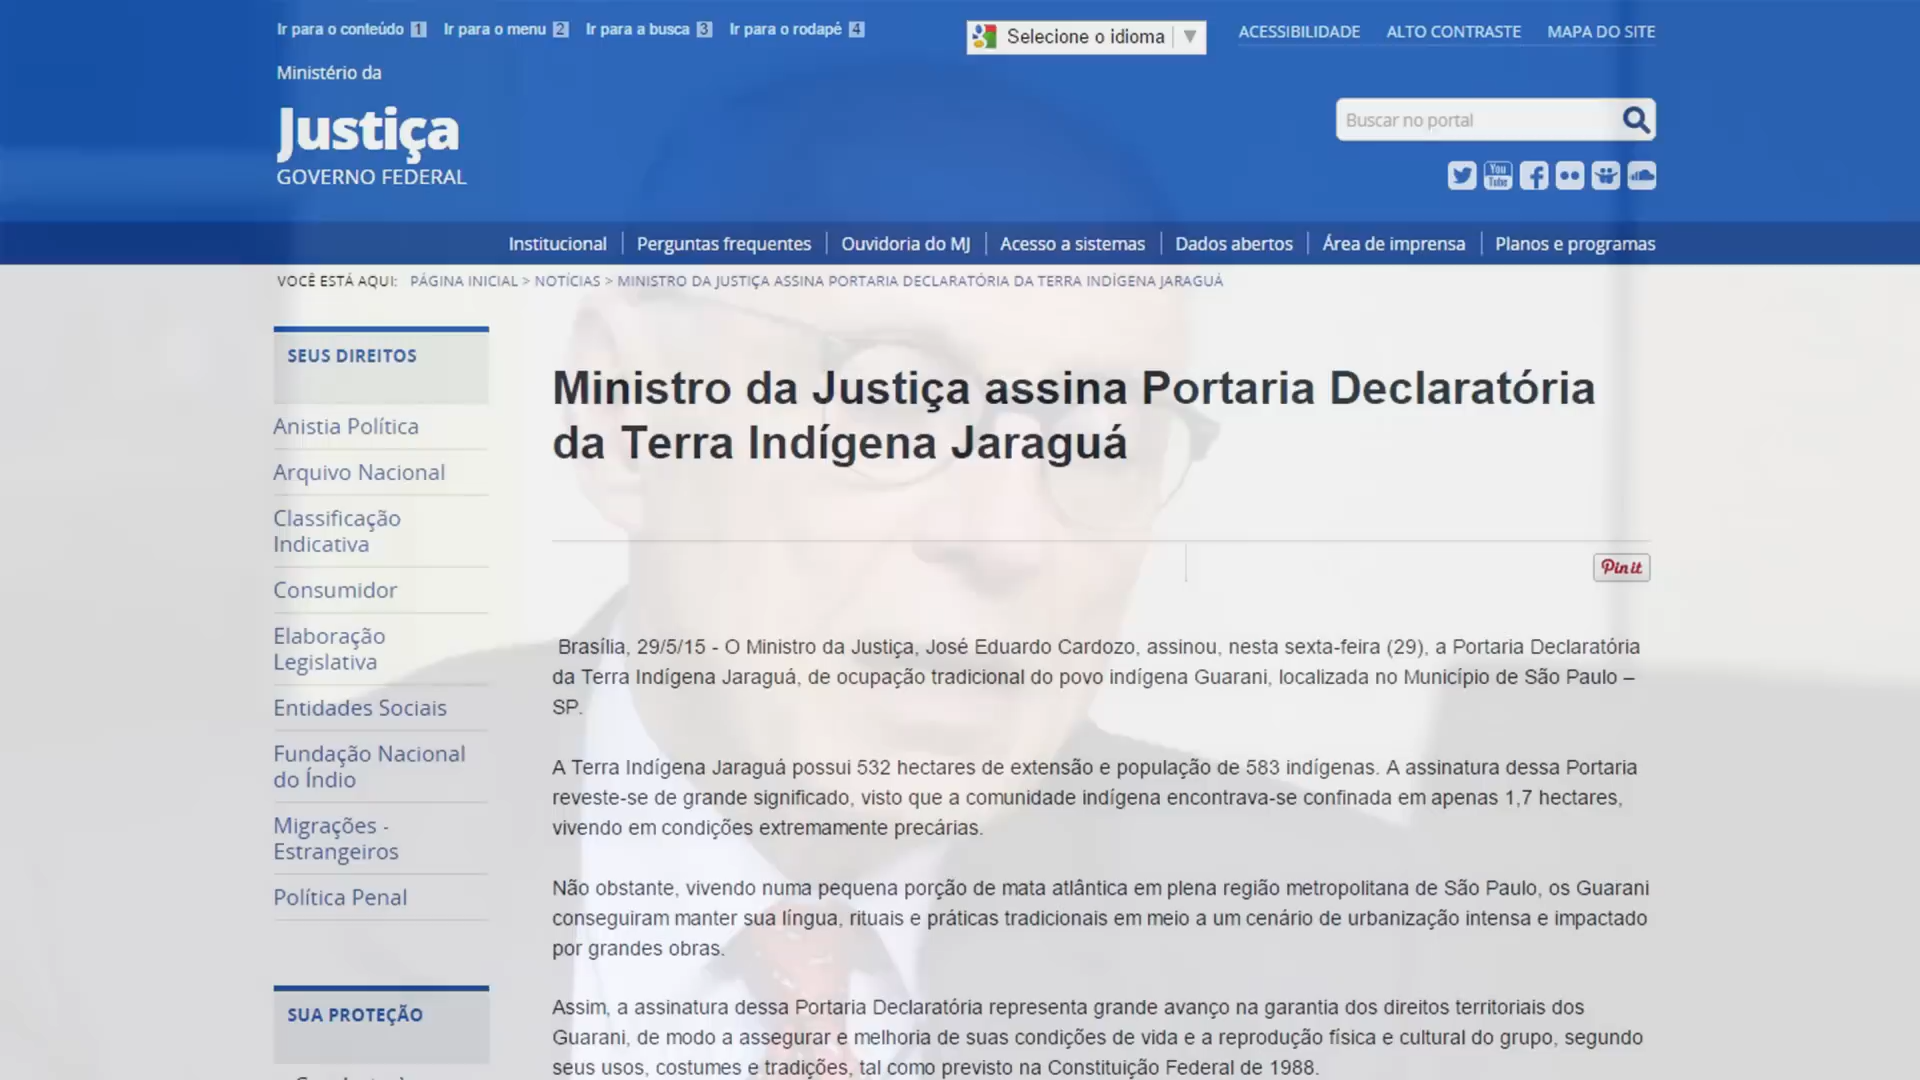 Ir para o conteúdo 1 Ir para o menu 2 Ir para a busca 3 Ir para o rodapé 4
Selecione o idioma ▼
ACESSIBILIDADE ALTO CONTRASTE MAPA DO SITE
Ministério da
Justiça
GOVERNO FEDERAL
Buscar no portal
You Tube
Institucional Perguntas frequentes Ouvidoria do MJ Acesso a sistemas Dados abertos Área de imprensa Planos e programas
VOCÊ ESTÁ AQUI: PÁGINA INICIAL > NOTÍCIAS > MINISTRO DA JUSTIÇA ASSINA PORTARIA DECLARATÓRIA DA TERRA INDÍGENA JARAGUÁ
SEUS DIREITOS
Anistia Política
Arquivo Nacional
Classificação
Indicativa
Consumidor
Elaboração
Legislativa
Entidades Sociais
Fundação Nacional
do Índio
Migrações -
Estrangeiros
Política Penal
SUA PROTEÇÃO
Ministro da Justiça assina Portaria Declaratória
da Terra Indígena Jaraguá
Pin it
Brasília, 29/5/15 - O Ministro da Justiça, José Eduardo Cardozo, assinou, nesta sexta-feira (29), a Portaria Declaratória
da Terra Indígena Jaraguá, de ocupação tradicional do povo indígena Guarani, localizada no Município de São Paulo –
SP.
A Terra Indígena Jaraguá possui 532 hectares de extensão e população de 583 indígenas. A assinatura dessa Portaria
reveste-se de grande significado, visto que a comunidade indígena encontrava-se confinada em apenas 1,7 hectares,
vivendo em condições extremamente precárias.
Não obstante, vivendo numa pequena porção de mata atlântica em plena região metropolitana de São Paulo, os Guarani
conseguiram manter sua língua, rituais e práticas tradicionais em meio a um cenário de urbanização intensa e impactado
por grandes obras.
Assim, a assinatura dessa Portaria Declaratória representa grande avanço na garantia dos direitos territoriais dos
Guarani, de modo a assegurar e melhoria de suas condições de vida e a reprodução física e cultural do grupo, segundo
seus usos, costumes e tradições, tal como previsto na Constituição Federal de 1988.